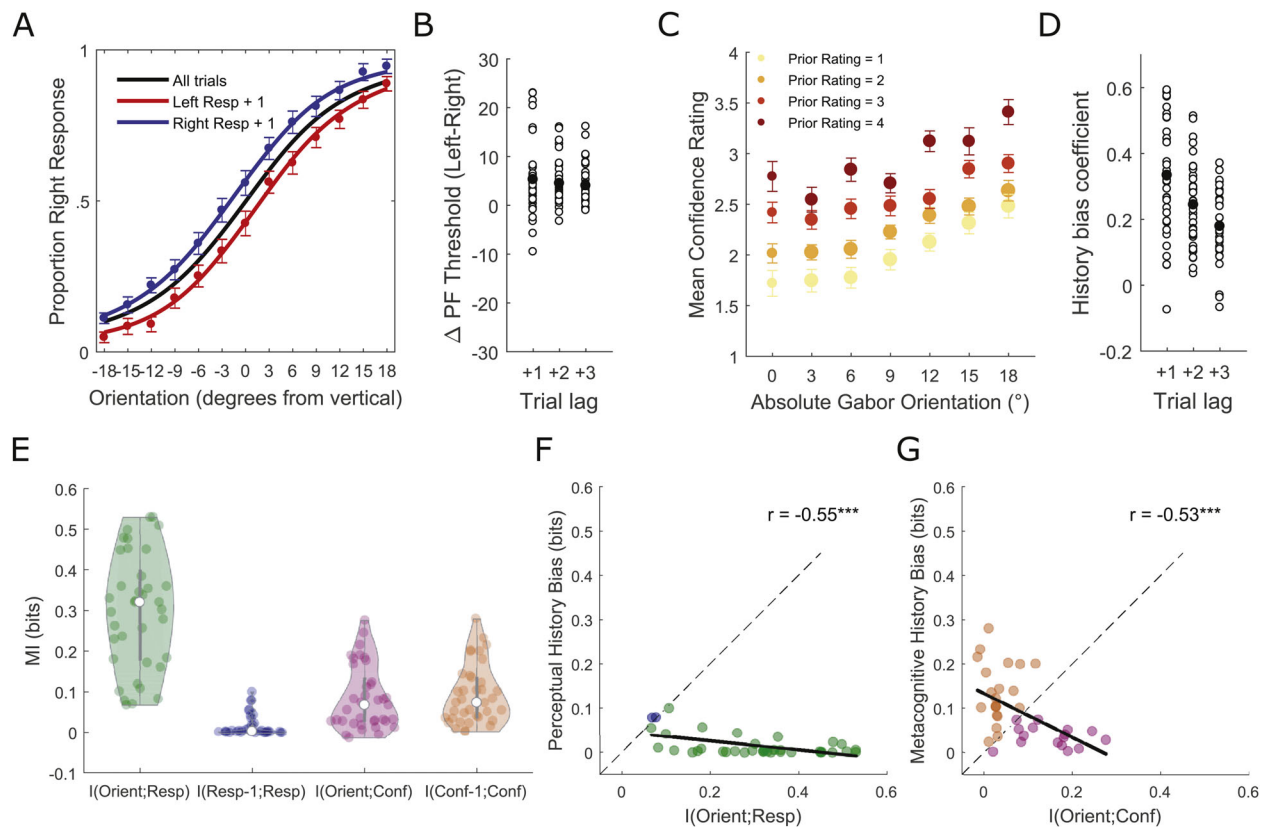 A
Proportion Right Response
1
.5
0
All trials
Left Resp + 1
Right Resp + 1
-18 -15 -12 -9 -6 -3 0 3 6 9 12 15 18
Orientation (degrees from vertical)
B
Δ PF Threshold (Left-Right)
30
20
10
0
-10
-20
-30
+1 +2 +3
Trial lag
C
Mean Confidence Rating
4
3.5
3
2.5
2
1.5
1
Prior Rating = 1
Prior Rating = 2
Prior Rating = 3
Prior Rating = 4
0 3 6 9 12 15 18
Absolute Gabor Orientation (°)
D
History bias coefficient
0.6
0.4
0.2
0
-0.2
+1 +2 +3
Trial lag
E
MI (bits)
0.6
0.5
0.4
0.3
0.2
0.1
0
-0.1
I(Orient;Resp) I(Resp-1;Resp) I(Orient;Conf) I(Conf-1;Conf)
F
Perceptual History Bias (bits)
0.6
0.5
0.4
0.3
0.2
0.1
0
r = -0.55***
0 0.2 0.4 0.6
I(Orient;Resp)
G
Metacognitive History Bias (bits)
0.6
0.5
0.4
0.3
0.2
0.1
0
r = -0.53***
0 0.2 0.4 0.6
I(Orient;Conf)